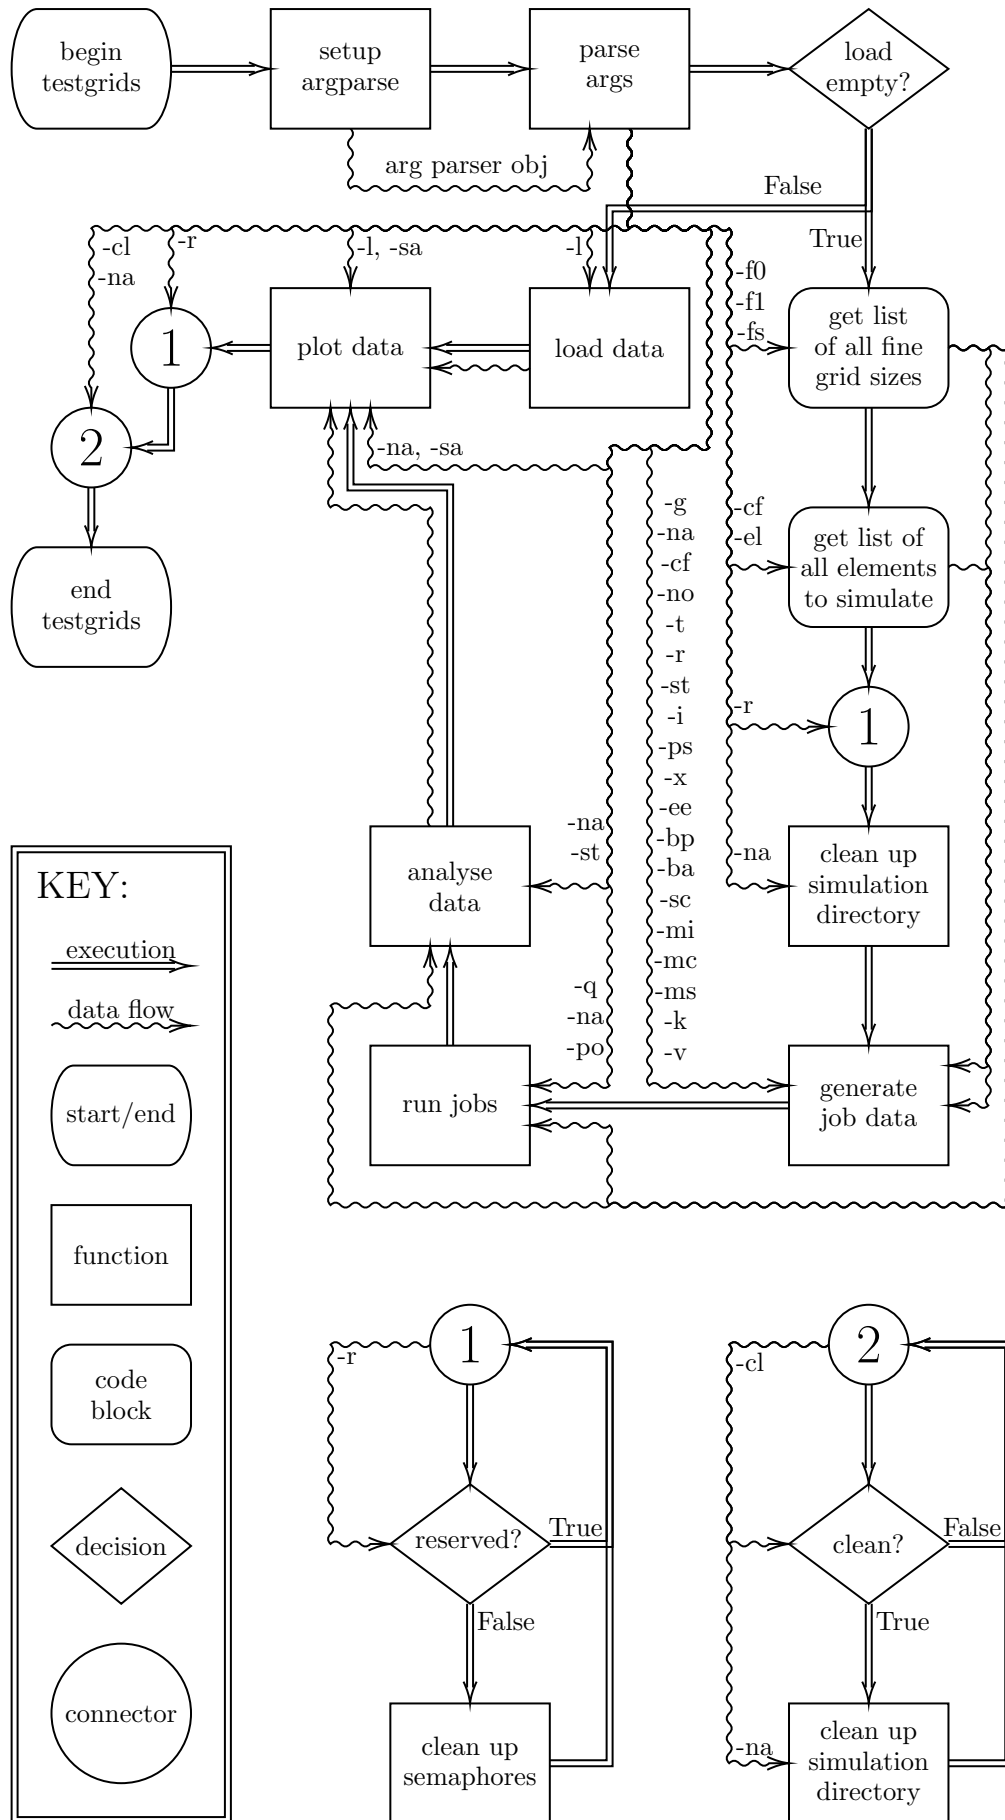 begin
testgrids
setup
argparse
parse
args
load
empty?
arg parser obj
False
True
-cl
-na
-r
-l, -sa
-l
-f0
-f1
-fs
1
plot data
load data
get list
of all fine
grid sizes
2
-na, -sa
end
testgrids
-g
-na
-cf
-no
-t
-r
-st
-i
-ps
-x
-ee
-bp
-ba
-sc
-mi
-mc
-ms
-k
-v
-cf
-el
get list of
all elements
to simulate
-r
1
-na
-st
analyse
data
-na
clean up
simulation
directory
-q
-na
-po
run jobs
generate
job data
KEY:
execution
data flow
start/end
function
code
block
decision
connector
1
-r
reserved?
True
False
clean up
semaphores
2
-cl
clean?
False
True
-na
clean up
simulation
directory